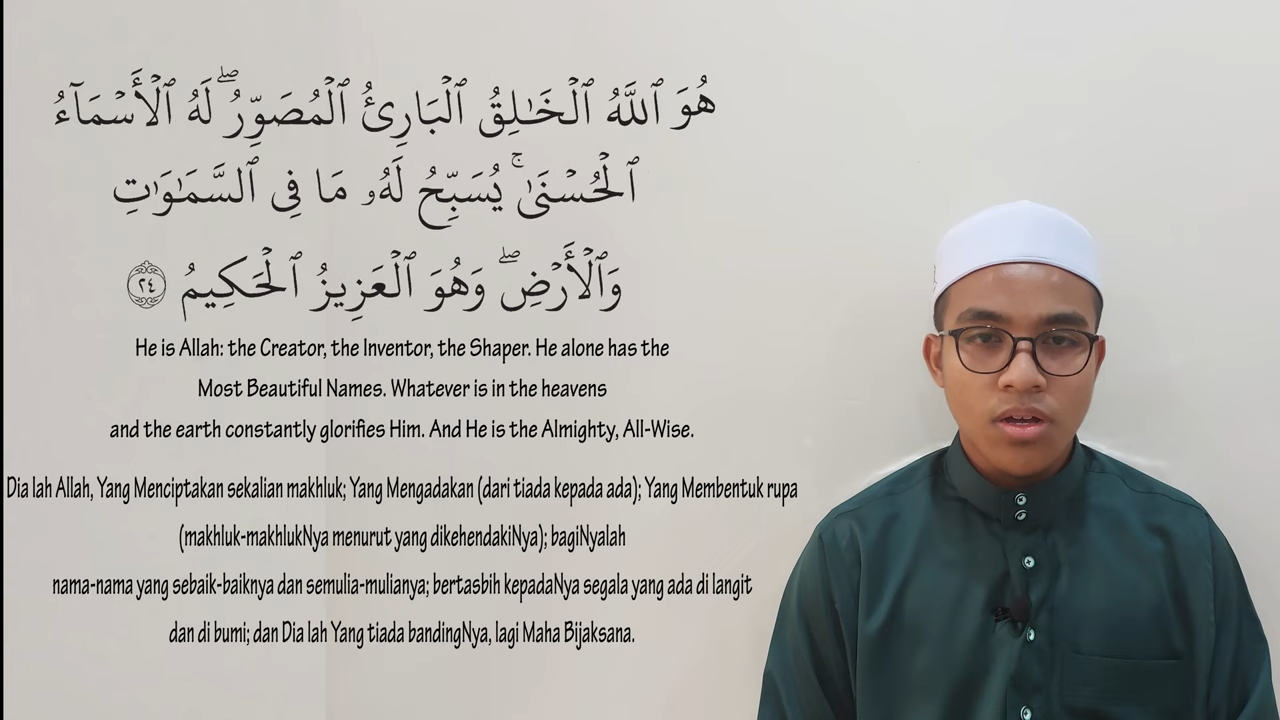 هُوَ ٱللَّهُ ٱلْخَـٰلِقُ ٱلْبَارِئُ ٱلْمُصَوِّرُ ۖ لَهُ ٱلْأَسْمَآءُ
ٱلْحُسْنَىٰ ۚ يُسَبِّحُ لَهُۥ مَا فِى ٱلسَّمَـٰوَٰتِ
وَٱلْأَرْضِ ۖ وَهُوَ ٱلْعَزِيزُ ٱلْحَكِيمُ ٢٤
He is Allah: the Creator, the Inventor, the Shaper. He alone has the
Most Beautiful Names. Whatever is in the heavens
and the earth constantly glorifies Him. And He is the Almighty, All-Wise.
Dia lah Allah, Yang Menciptakan sekalian makhluk; Yang Mengadakan (dari tiada kepada ada); Yang Membentuk rupa
(makhluk-makhlukNya menurut yang dikehendakiNya); bagiNyalah
nama-nama yang sebaik-baiknya dan semulia-mulianya; bertasbih kepadaNya segala yang ada di langit
dan di bumi; dan Dia lah Yang tiada bandingNya, lagi Maha Bijaksana.